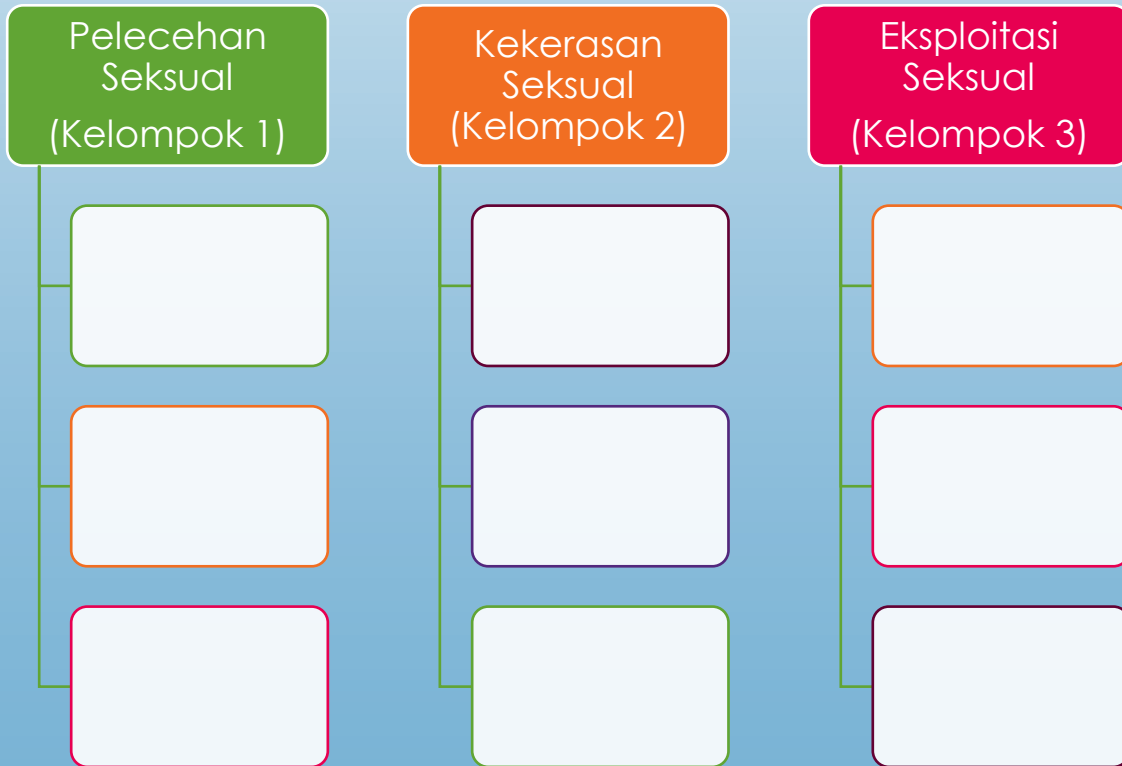 Pelecehan
Seksual
(Kelompok 1)
Kekerasan
Seksual
(Kelompok 2)
Eksploitasi
Seksual
(Kelompok 3)